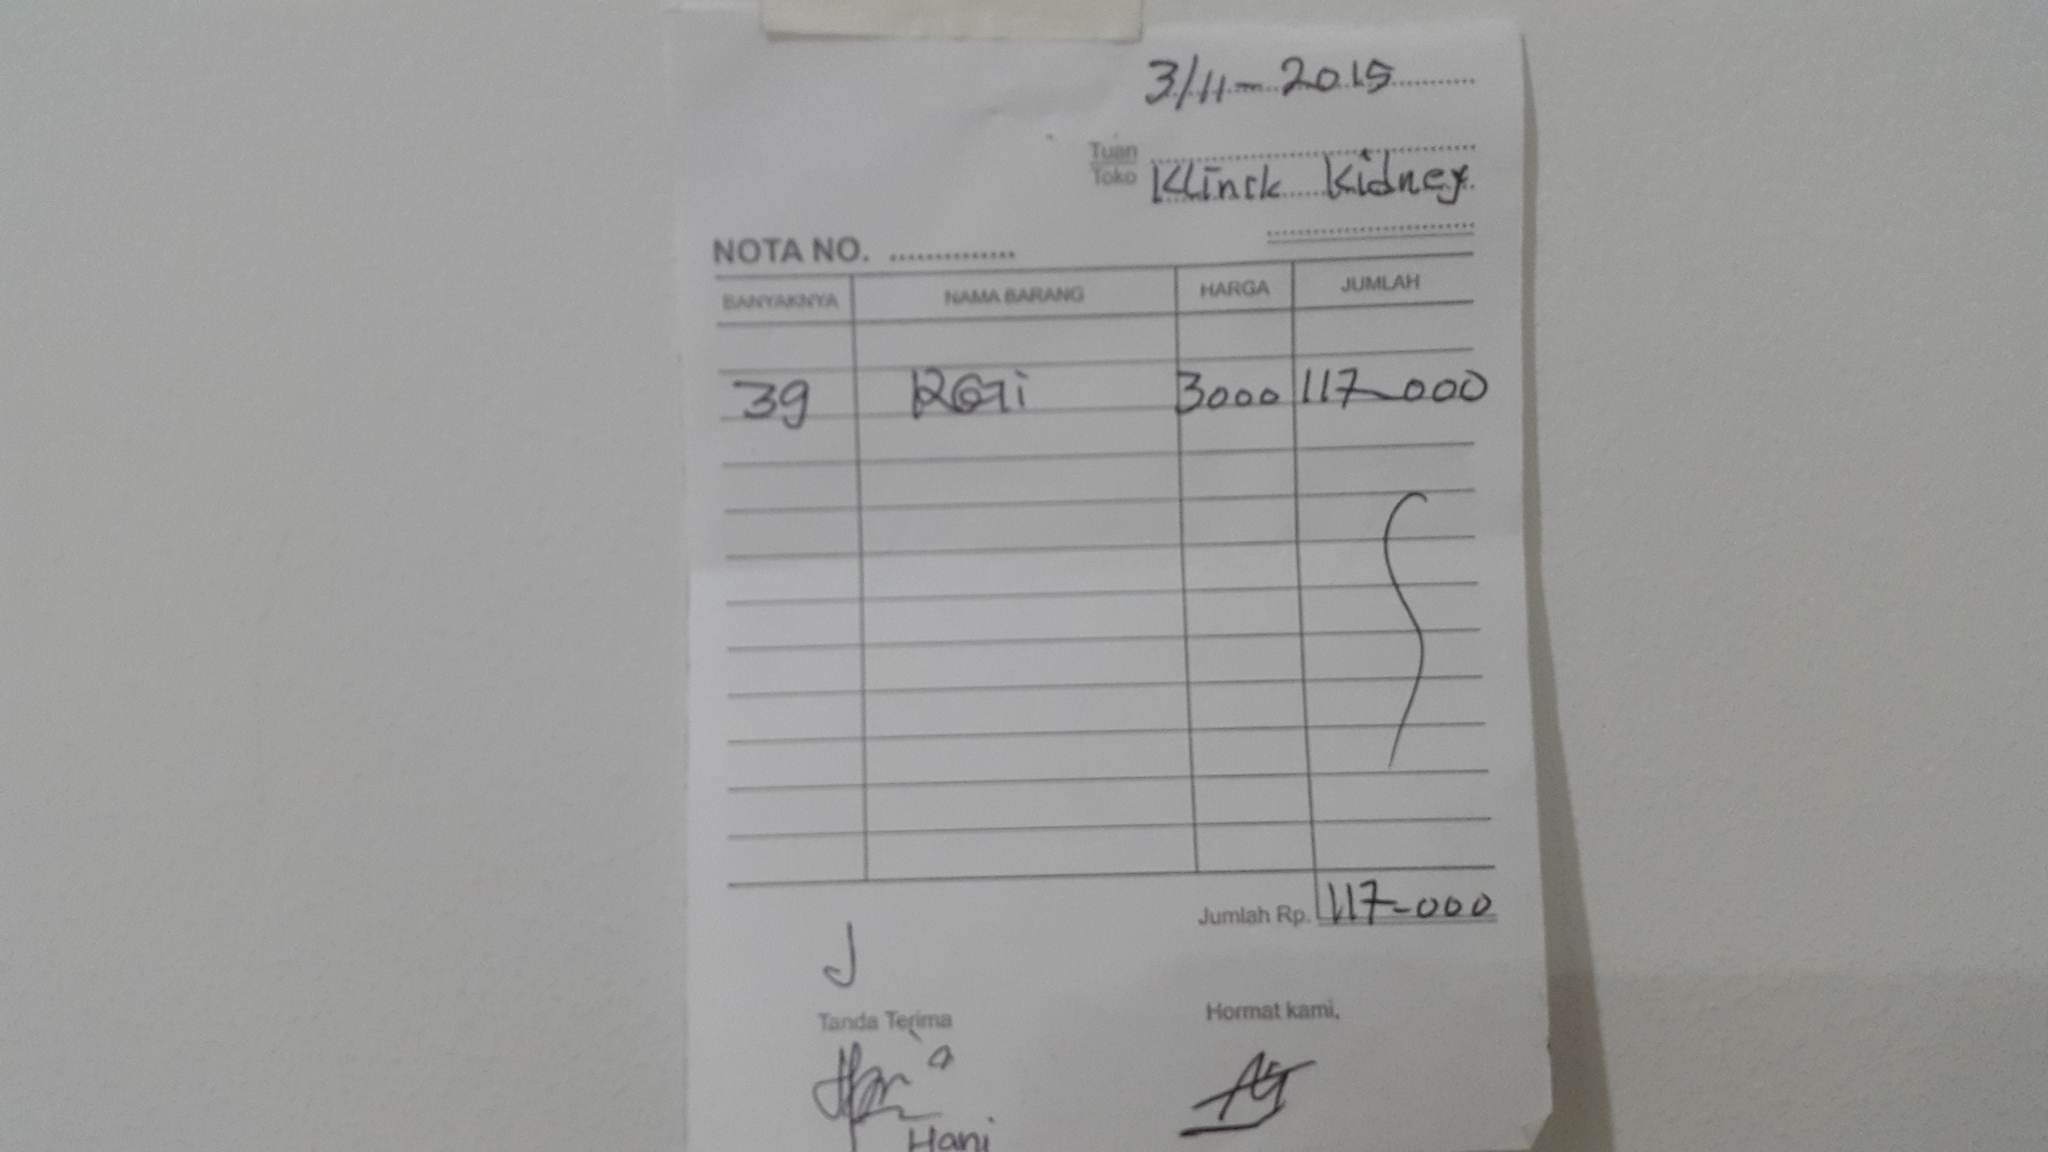 3/11-2015
Tuan
Toko Klinik Kidney
NOTA NO. ...............
BANYAKNYA NAMA BARANG HARGA JUMLAH
39 Roti 3000 117-000
Jumlah Rp. 117-000
Tanda Terima Hormat kami,
Hani